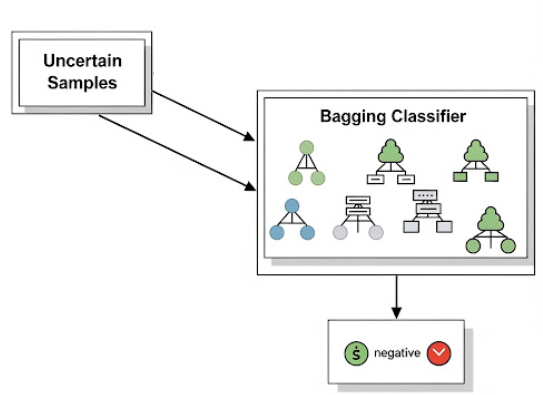 Uncertain
Samples
Bagging Classifier
$ negative